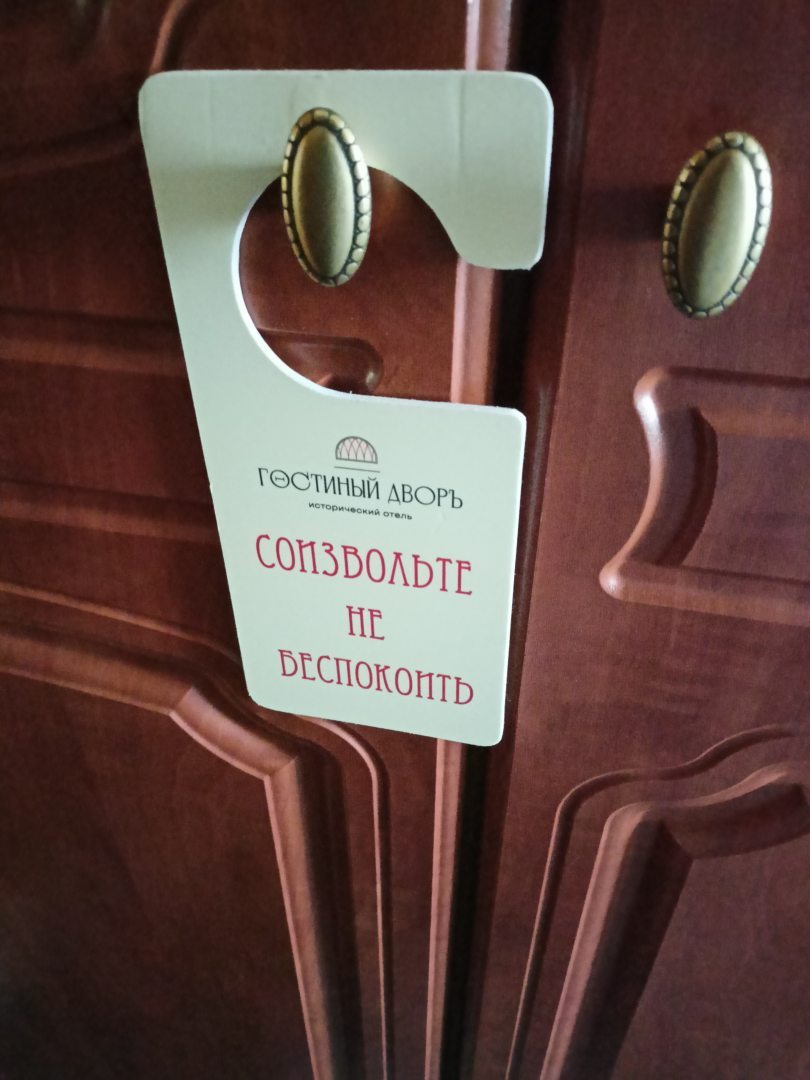 ГОСТИНЫЙ ДВОРЪ
исторический отель
СОИЗВОЛЬТЕ
НЕ
БЕСПОКОИТЬ